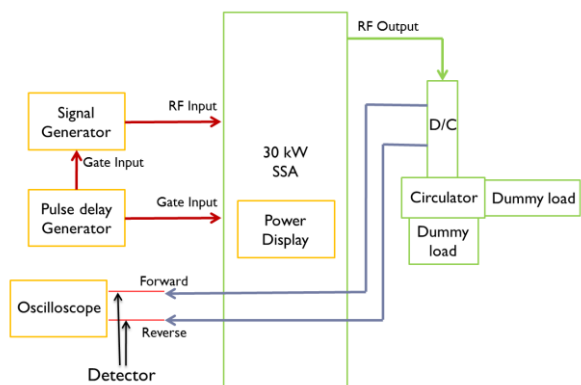 RF Output
Signal
Generator
RF Input
Gate Input
30 kW
SSA
D/C
Pulse delay
Generator
Gate Input
Power
Display
Circulator
Dummy load
Dummy
load
Oscilloscope
Forward
Reverse
Detector